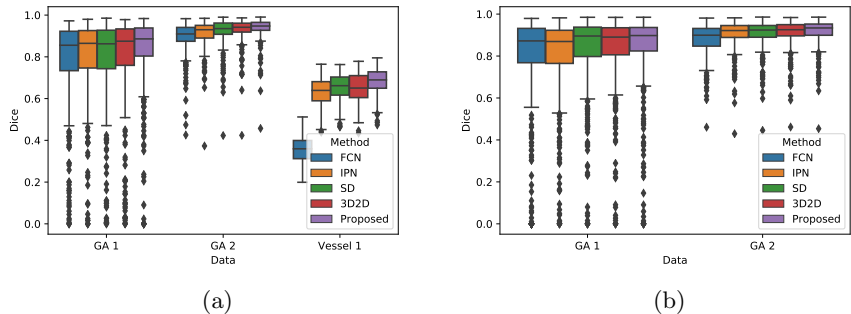 1.0
0.8
0.6
0.4
0.2
0.0
Dice
GA 1
GA 2
Vessel 1
Data
Method
FCN
IPN
SD
3D2D
Proposed
(a)
1.0
0.8
0.6
0.4
0.2
0.0
Dice
GA 1
GA 2
Data
Method
FCN
IPN
SD
3D2D
Proposed
(b)